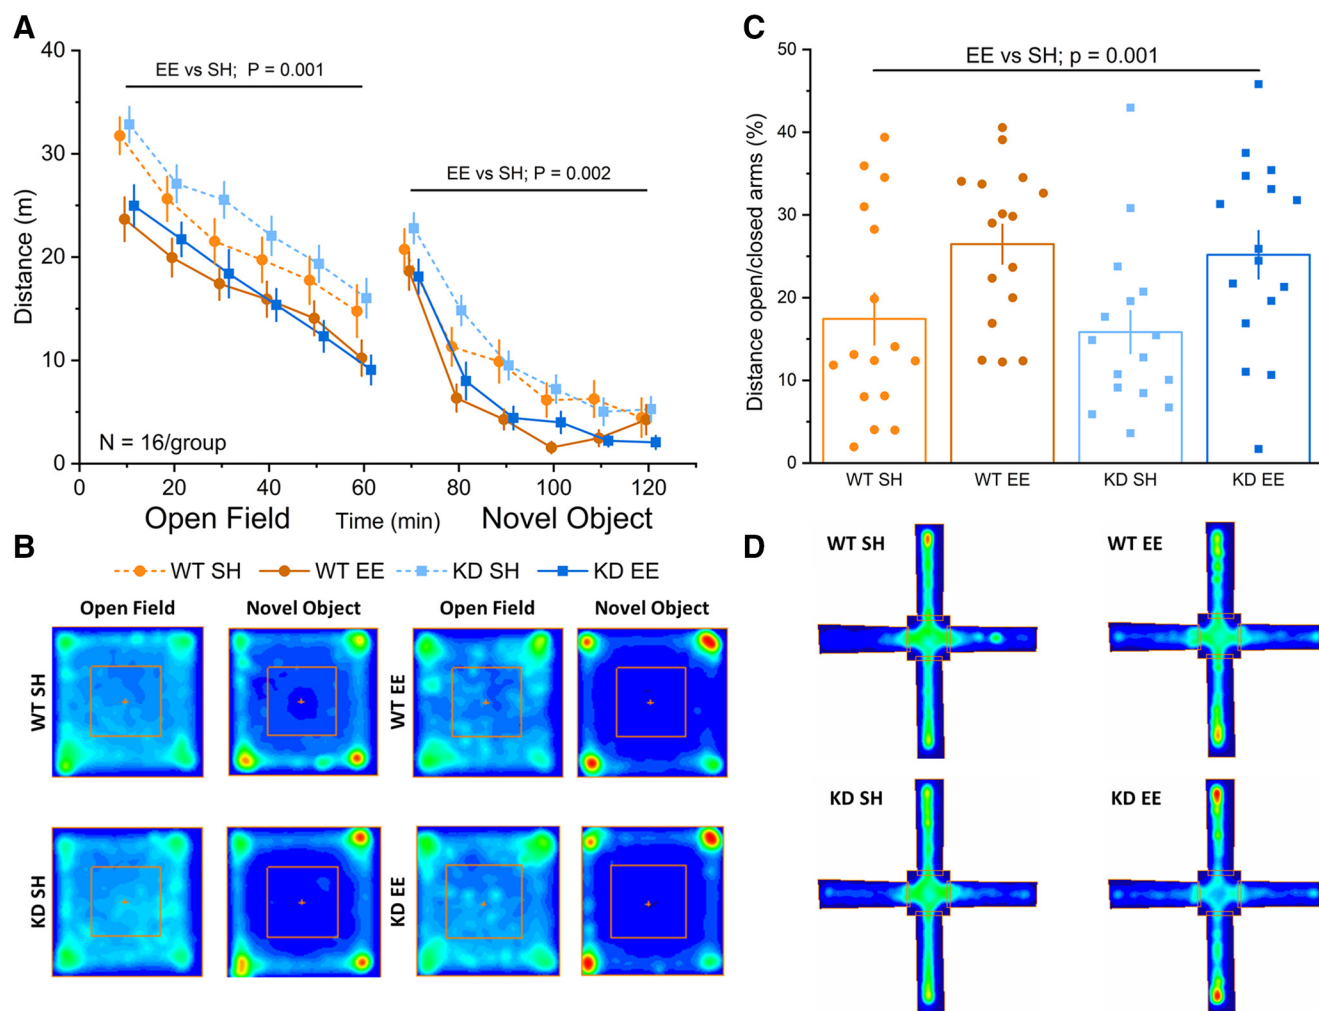 A
40
30
20
10
0
Distance (m)
EE vs SH; P = 0.001
EE vs SH; P = 0.002
N = 16/group
0 20 40 60 80 100 120
Open Field Time (min) Novel Object
C
50
40
30
20
10
0
Distance open/closed arms (%)
EE vs SH; p = 0.001
WT SH WT EE KD SH KD EE
B
WT SH WT EE KD SH KD EE
Open Field Novel Object Open Field Novel Object
WT SH
WT EE
KD SH
KD EE
D
WT SH WT EE
KD SH KD EE